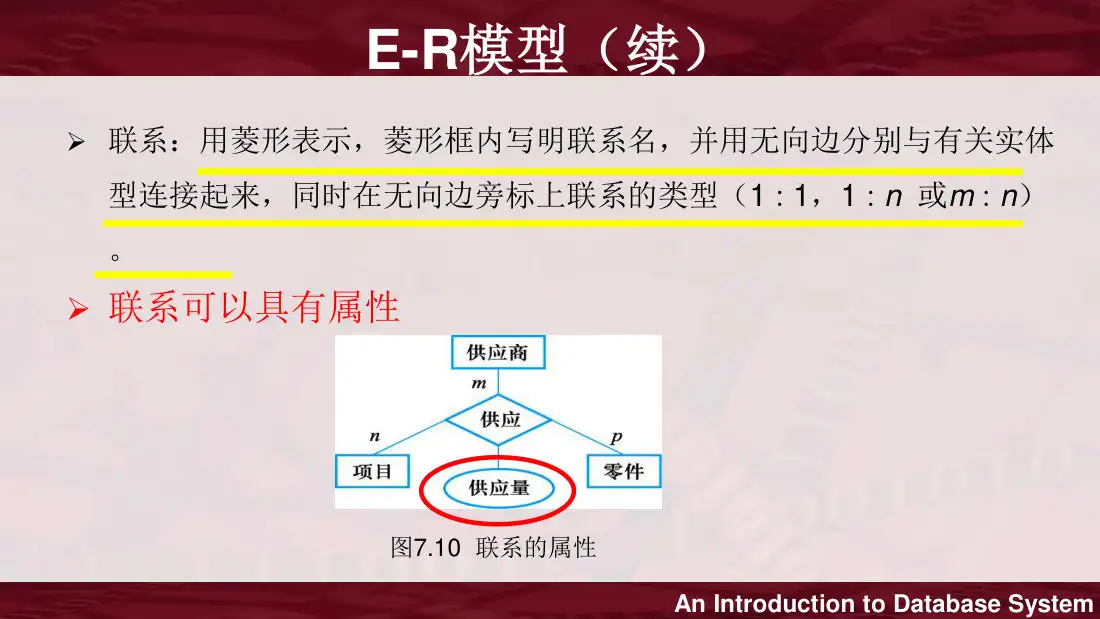 E-R模型（续）
➢ 联系：用菱形表示，菱形框内写明联系名，并用无向边分别与有关实体
型连接起来，同时在无向边旁标上联系的类型（1 : 1，1 : n 或m : n）
。
➢ 联系可以具有属性
供应商
m
供应
n
p
项目
供应量
零件
图7.10 联系的属性
An Introduction to Database System